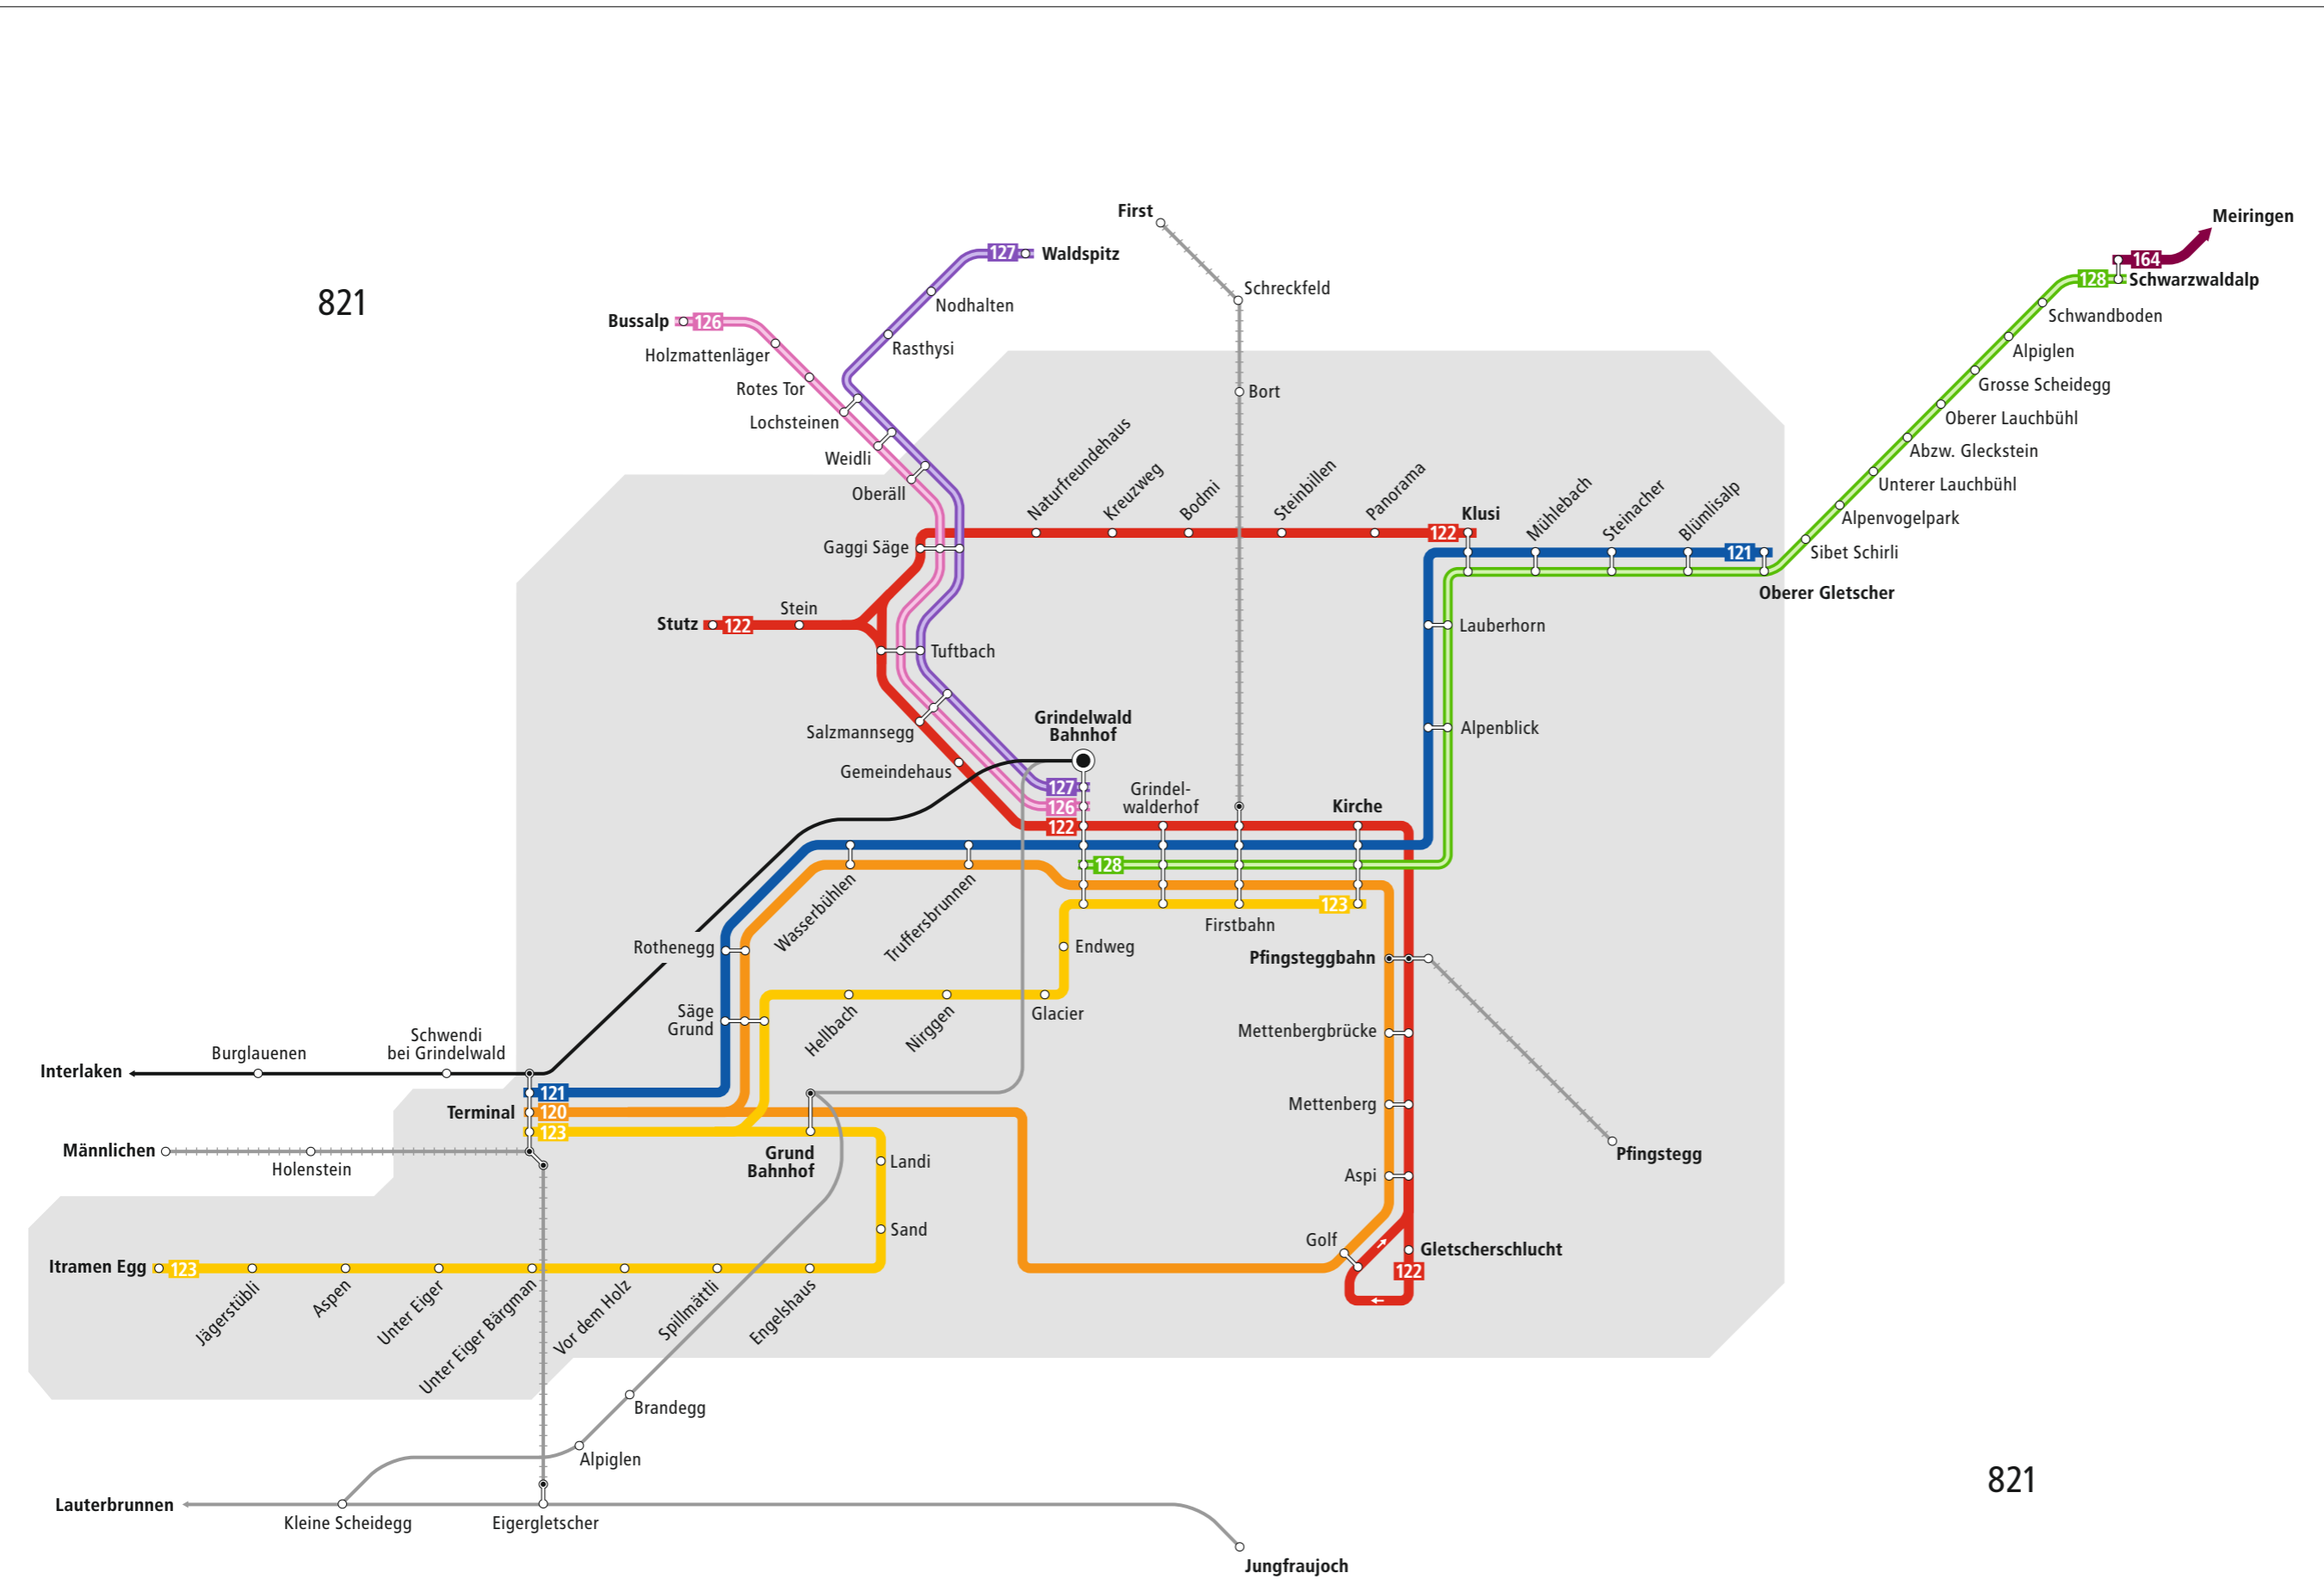 First
Meiringen
127
Waldspitz
164
128
Schwarzwaldalp
821
Schreckfeld
Nodhalten
Schwandboden
Bussalp
126
Holzmattenläger
Rasthysi
Alpiglen
Rotes Tor
Bort
Grosse Scheidegg
Lochsteinen
Oberer Lauchbühl
Weidli
Abzw. Gleckstein
Oberäll
Unterer Lauchbühl
Naturfreundehaus
Kreuzweg
Bodmi
Steinbillen
Panorama
Klusi
Mühlebach
Steinacher
Blümlisalp
Alpenvogelpark
122
Gaggi Säge
121
Sibet Schirli
Oberer Gletscher
Stutz
122
Stein
Lauberhorn
Tuftbach
Salzmannsegg
Grindelwald
Bahnhof
Alpenblick
Gemeindehaus
127
126
122
Grindel-
walderhof
Kirche
128
Wasserbühlen
Truffersbrunnen
123
Firstbahn
Rothenegg
Endweg
Pfingsteggbahn
Säge
Grund
Hellbach
Nirggen
Glacier
Mettenbergbrücke
Schwendi
bei Grindelwald
Burglauenen
Interlaken
121
Terminal
120
123
Mettenberg
Männlichen
Holenstein
Grund
Bahnhof
Landi
Pfingstegg
Aspi
Sand
Golf
Gletscherschlucht
122
Itramen Egg
123
Jägerstübli
Aspen
Unter Eiger
Unter Eiger Bärgman
Vor dem Holz
Spillmättli
Engelshaus
Brandegg
Alpiglen
821
Lauterbrunnen
Kleine Scheidegg
Eigergletscher
Jungfraujoch